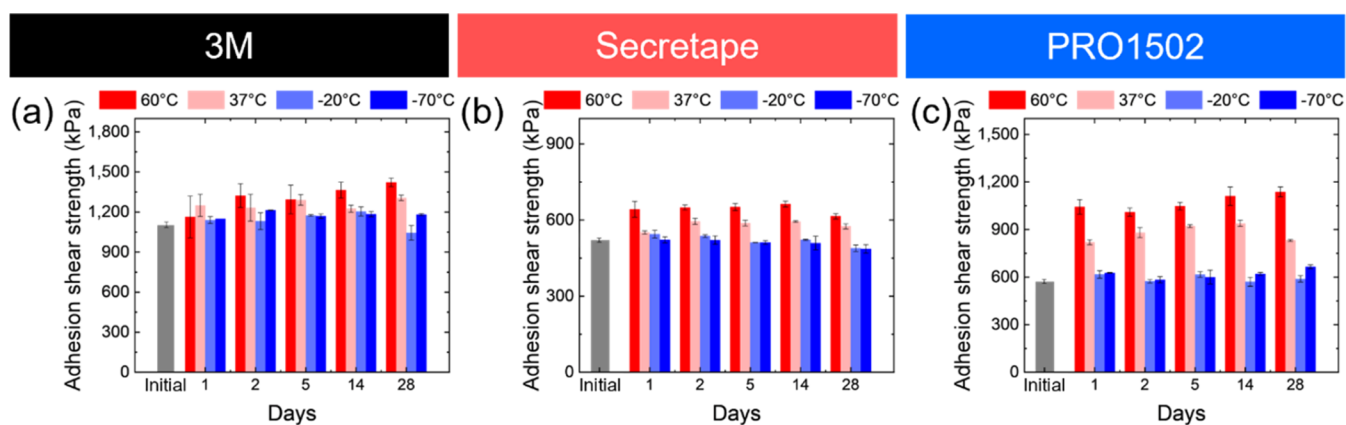 3M
Secretape
PRO1502
(a)
60°C 37°C -20°C -70°C
Adhesion shear strength (kPa)
1,800
1,500
1,200
900
600
300
0
Initial 1 2 5 14 28
Days
(b)
60°C 37°C -20°C -70°C
Adhesion shear strength (kPa)
900
600
300
0
Initial 1 2 5 14 28
Days
(c)
60°C 37°C -20°C -70°C
Adhesion shear strength (kPa)
1,500
1,200
900
600
300
0
Initial 1 2 5 14 28
Days